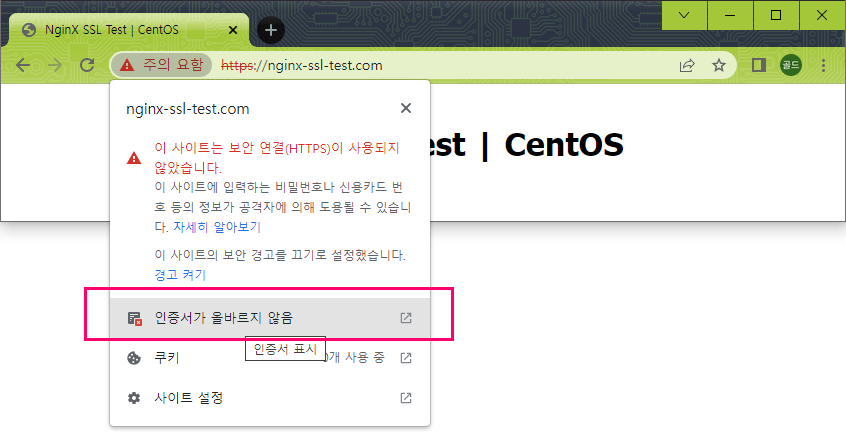 NginX SSL Test | CentOS
주의 요함
https://nginx-ssl-test.com
골드
nginx-ssl-test.com
이 사이트는 보안 연결(HTTPS)이 사용되지
않았습니다.
이 사이트에 입력하는 비밀번호나 신용카드 번
호 등의 정보가 공격자에 의해 도용될 수 있습니
다. 자세히 알아보기
이 사이트의 보안 경고를 끄기로 설정했습니다.
경고 켜기
est | CentOS
인증서가 올바르지 않음
인증서 표시
쿠키
개 사용 중
사이트 설정